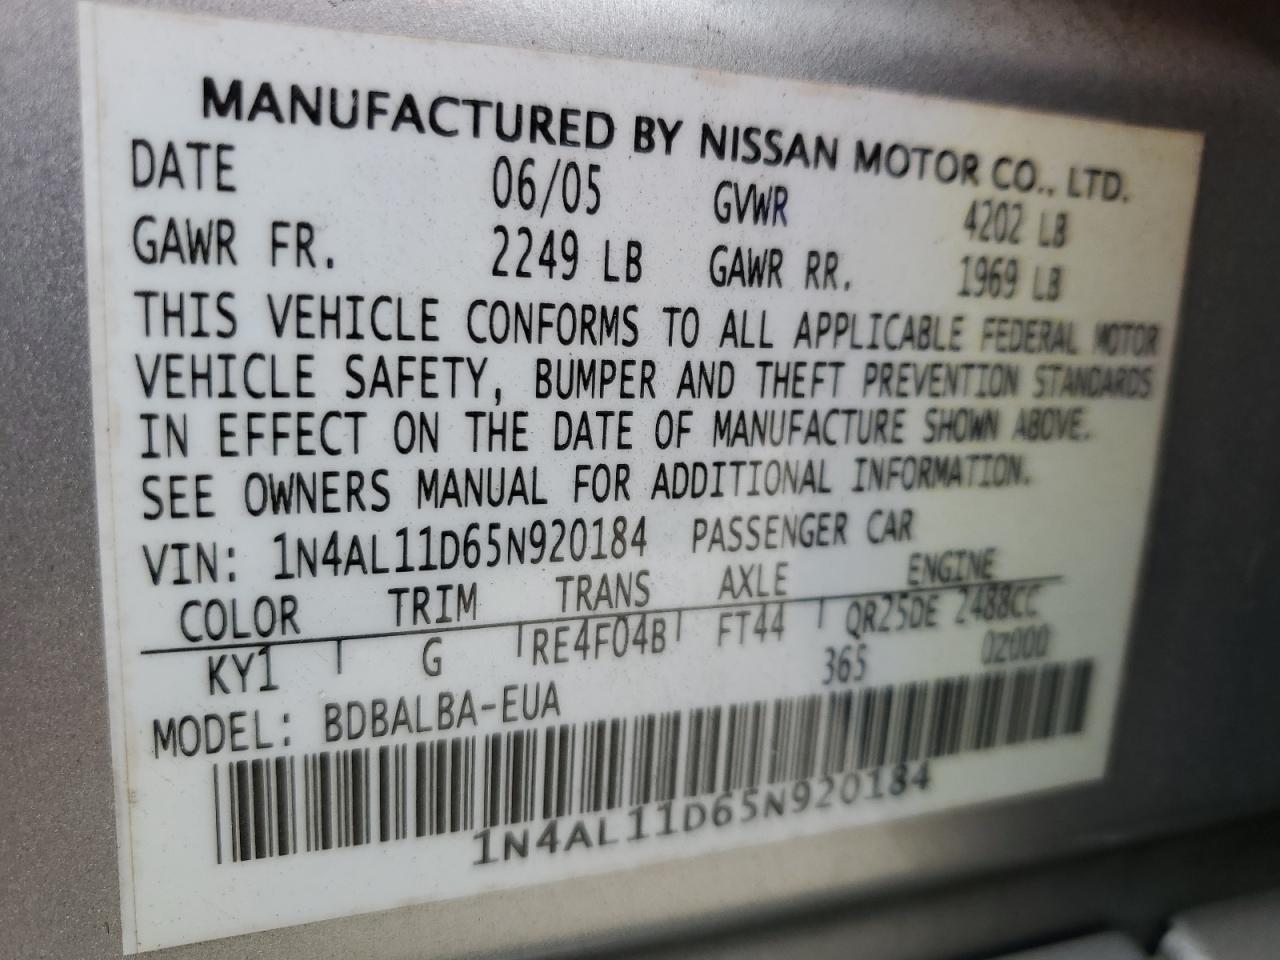 MANUFACTURED BY NISSAN MOTOR CO., LTD.
DATE 06/05 GVWR 4202 LB
GAWR FR. 2249 LB GAWR RR. 1969 LB
THIS VEHICLE CONFORMS TO ALL APPLICABLE FEDERAL MOTOR
VEHICLE SAFETY, BUMPER AND THEFT PREVENTION STANDARDS
IN EFFECT ON THE DATE OF MANUFACTURE SHOWN ABOVE.
SEE OWNERS MANUAL FOR ADDITIONAL INFORMATION.
VIN: 1N4AL11D65N920184 PASSENGER CAR
COLOR TRIM TRANS AXLE ENGINE
KY1 G RE4F04B FT44 QR25DE 2488CC
MODEL: BDBALBA-EUA 365 02000
1N4AL11D65N920184